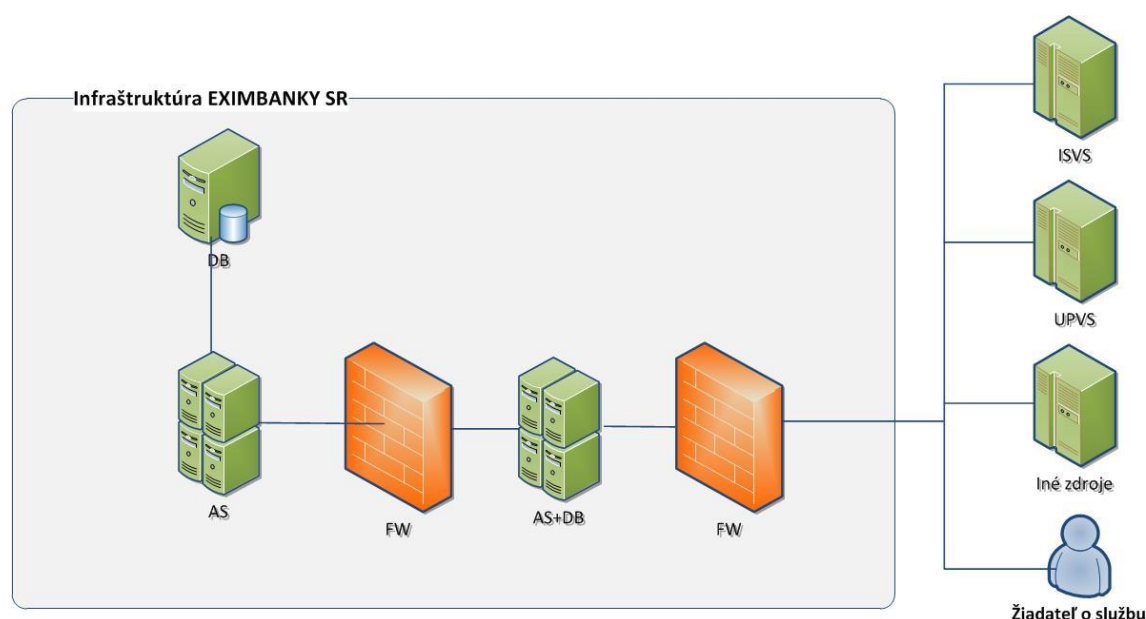 Infraštruktúra EXIMBANKY SR
ISVS
DB
UPVS
Iné zdroje
AS
FW
AS+DB
FW
Žiadateľ o službu